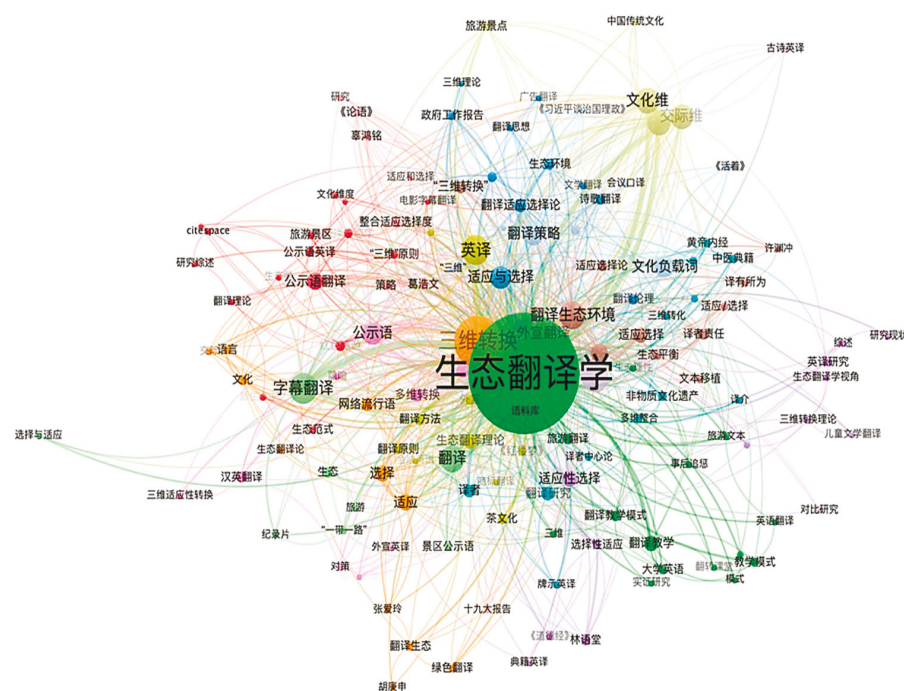 旅游景点
中国传统文化
古诗英译
三维理论
研究
《论语》
广告翻译
文化维
政府工作报告
《习近平谈治国理政》
交际维
辜鸿铭
翻译思想
生态环境
《活着》
适应和选择
"三维转换"
文学翻译
会议口译
文化维度
电影字幕翻译
诗歌翻译
翻译适应选择论
整合适应选择度
citespace
旅游景区
翻译策略
黄帝内经
许渊冲
公示语英译
英译
中医典籍
"三维"原则
"三维"
适应选择论
文化负载词
研究综述
公示语翻译
策略
葛浩文
适应与选择
译有所为
翻译理论
翻译伦理
适应/选择
翻译生态环境
三维转化
公示语
外宣翻译
适应选择
译者责任
综述
研究现状
三维转换
语言
生态平衡
英译研究
生态翻译学
文本移植
生态翻译学视角
文化
字幕翻译
多维转换
非物质文化遗产
译介
网络流行语
语料库
翻译方法
多维整合
三维转换理论
生态范式
儿童文学翻译
选择与适应
生态翻译理论
旅游翻译
旅游文本
生态翻译论
翻译原则
《红楼梦》
译者中心论
翻译
事后追惩
汉英翻译
生态
选择
适应性选择
三维适应性转换
译者
翻译研究
旅游
适应
对比研究
茶文化
翻译教学模式
英语翻译
纪录片
"一带一路"
三维
外宣英译
景区公示语
选择性适应
翻译教学
对策
大学英语
翻转课堂
教学模式
牌示英译
实证研究
模式
张爱玲
十九大报告
《道德经》
林语堂
翻译生态
绿色翻译
典籍英译
胡庚申